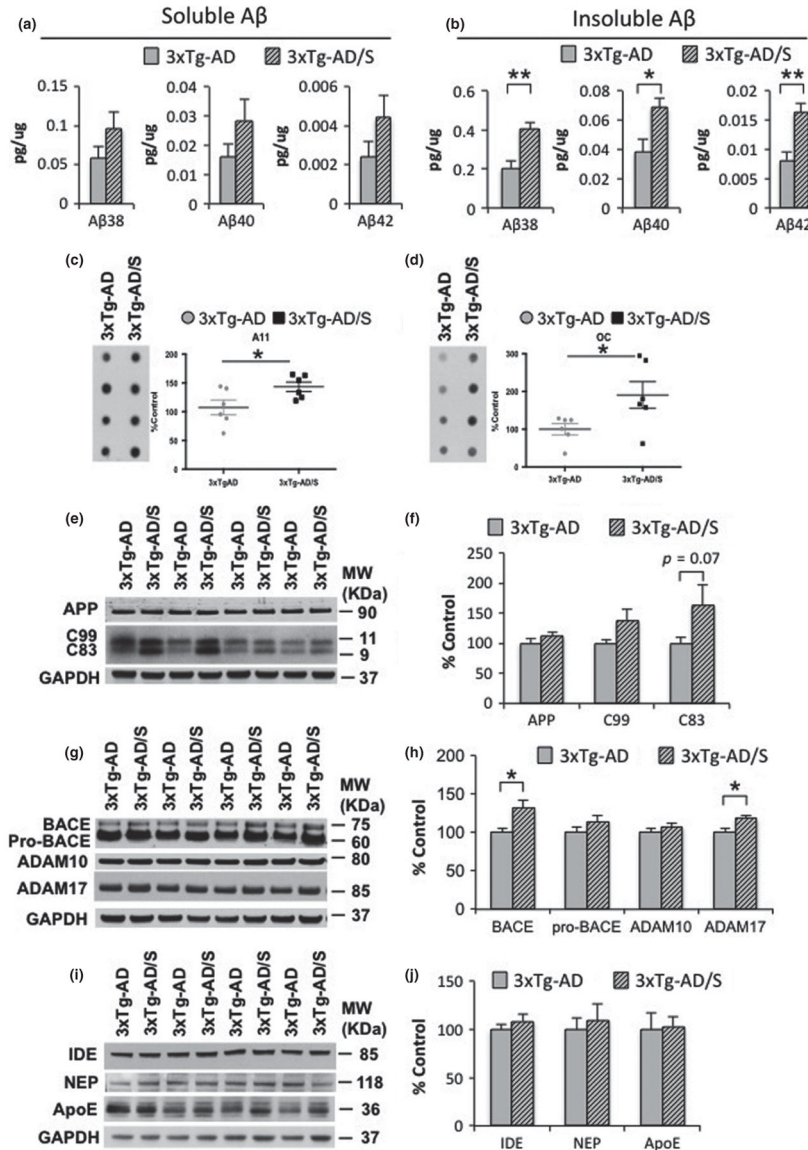 (a) Soluble Aβ
3xTg-AD 3xTg-AD/S
pg/ug
0.15
0.1
0.05
0
Aβ38
pg/ug
0.04
0.03
0.02
0.01
0
Aβ40
pg/ug
0.006
0.004
0.002
0
Aβ42
(b) Insoluble Aβ
3xTg-AD 3xTg-AD/S
pg/ug
0.6
0.4
0.2
0
**
Aβ38
pg/ug
0.08
0.06
0.04
0.02
0
*
Aβ40
pg/ug
0.02
0.015
0.01
0.005
0
**
Aβ42
(c)
3xTg-AD
3xTg-AD/S
3xTg-AD 3xTg-AD/S
A11
*
%Control
200
150
100
50
0
3xTgAD 3xTg-AD/S
(d)
3xTg-AD
3xTg-AD/S
3xTg-AD 3xTg-AD/S
OC
*
%Control
300
200
100
0
3xTg-AD 3xTg-AD/S
(e)
3xTg-AD
3xTg-AD/S
3xTg-AD
3xTg-AD/S
3xTg-AD
3xTg-AD/S
3xTg-AD
3xTg-AD/S
MW
(KDa)
APP 90
C99 11
C83 9
GAPDH 37
(f)
3xTg-AD 3xTg-AD/S
p = 0.07
% Control
250
200
150
100
50
0
APP C99 C83
(g)
3xTg-AD
3xTg-AD/S
3xTg-AD
3xTg-AD/S
3xTg-AD
3xTg-AD/S
3xTg-AD
3xTg-AD/S
MW
(KDa)
BACE 75
Pro-BACE 60
ADAM10 80
ADAM17 85
GAPDH 37
(h)
3xTg-AD 3xTg-AD/S
* *
% Control
200
150
100
50
0
BACE pro-BACE ADAM10 ADAM17
(i)
3xTg-AD
3xTg-AD/S
3xTg-AD
3xTg-AD/S
3xTg-AD
3xTg-AD/S
3xTg-AD
3xTg-AD/S
MW
(KDa)
IDE 85
NEP 118
ApoE 36
GAPDH 37
(j)
3xTg-AD 3xTg-AD/S
% Control
150
100
50
0
IDE NEP ApoE